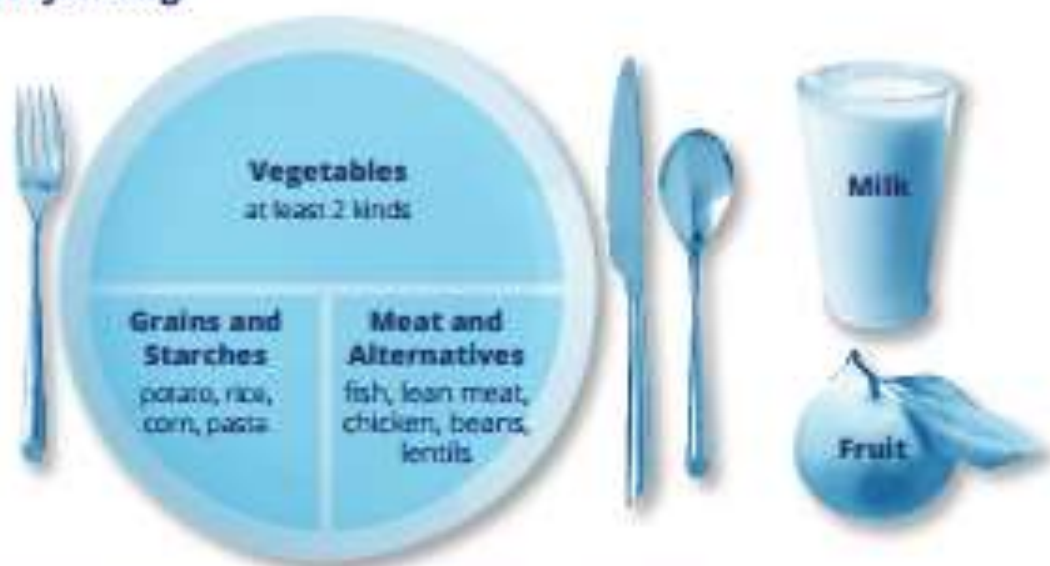 Vegetables
at least 2 kinds
Grains and
Starches
potato, rice,
corn, pasta
Meat and
Alternatives
fish, lean meat,
chicken, beans,
lentils
Milk
Fruit